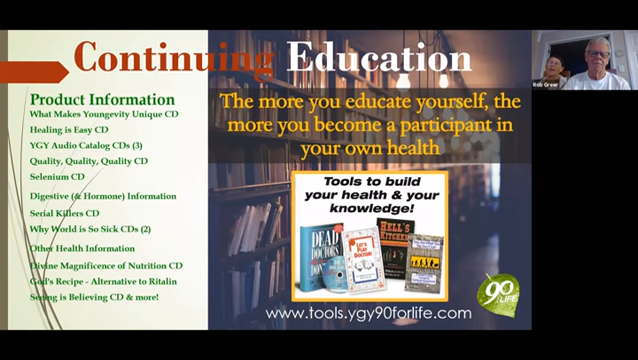 Continuing Education
Rob Greer
Product Information
What Makes Youngevity Unique CD
Healing is Easy CD
YGY Audio Catalog CDs (3)
Quality, Quality, Quality CD
Selenium CD
Digestive (& Hormone) Information
Serial Killers CD
Why World is So Sick CDs (2)
Other Health Information
Divine Magnificence of Nutrition CD
God's Recipe - Alternative to Ritalin
Seeing is Believing CD & more!
The more you educate yourself, the
more you become a participant in
your own health
Tools to build
your health & your
knowledge!
DEAD
DOCTORS
DON'T
LET'S
PLAY
DOCTOR
HELL'S
KITCHEN
90
FOR LIFE
www.tools.ygy90forlife.com